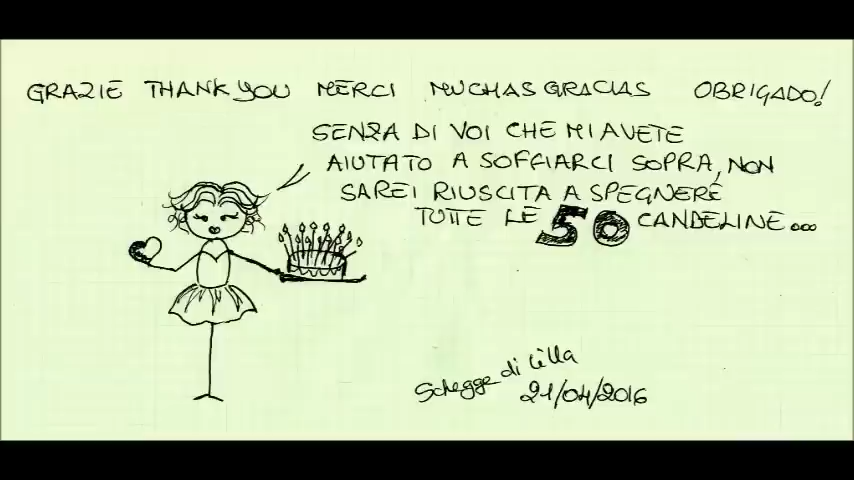 GRAZIE THANK YOU MERCI MUCHAS GRACIAS OBRIGADO!
SENZA DI VOI CHE MI AVETE
AIUTATO A SOFFIARCI SOPRA, NON
SAREI RIUSCITA A SPEGNERE
TUTTE LE 50 CANDELINE...
Schegge di Lilla
21/04/2016